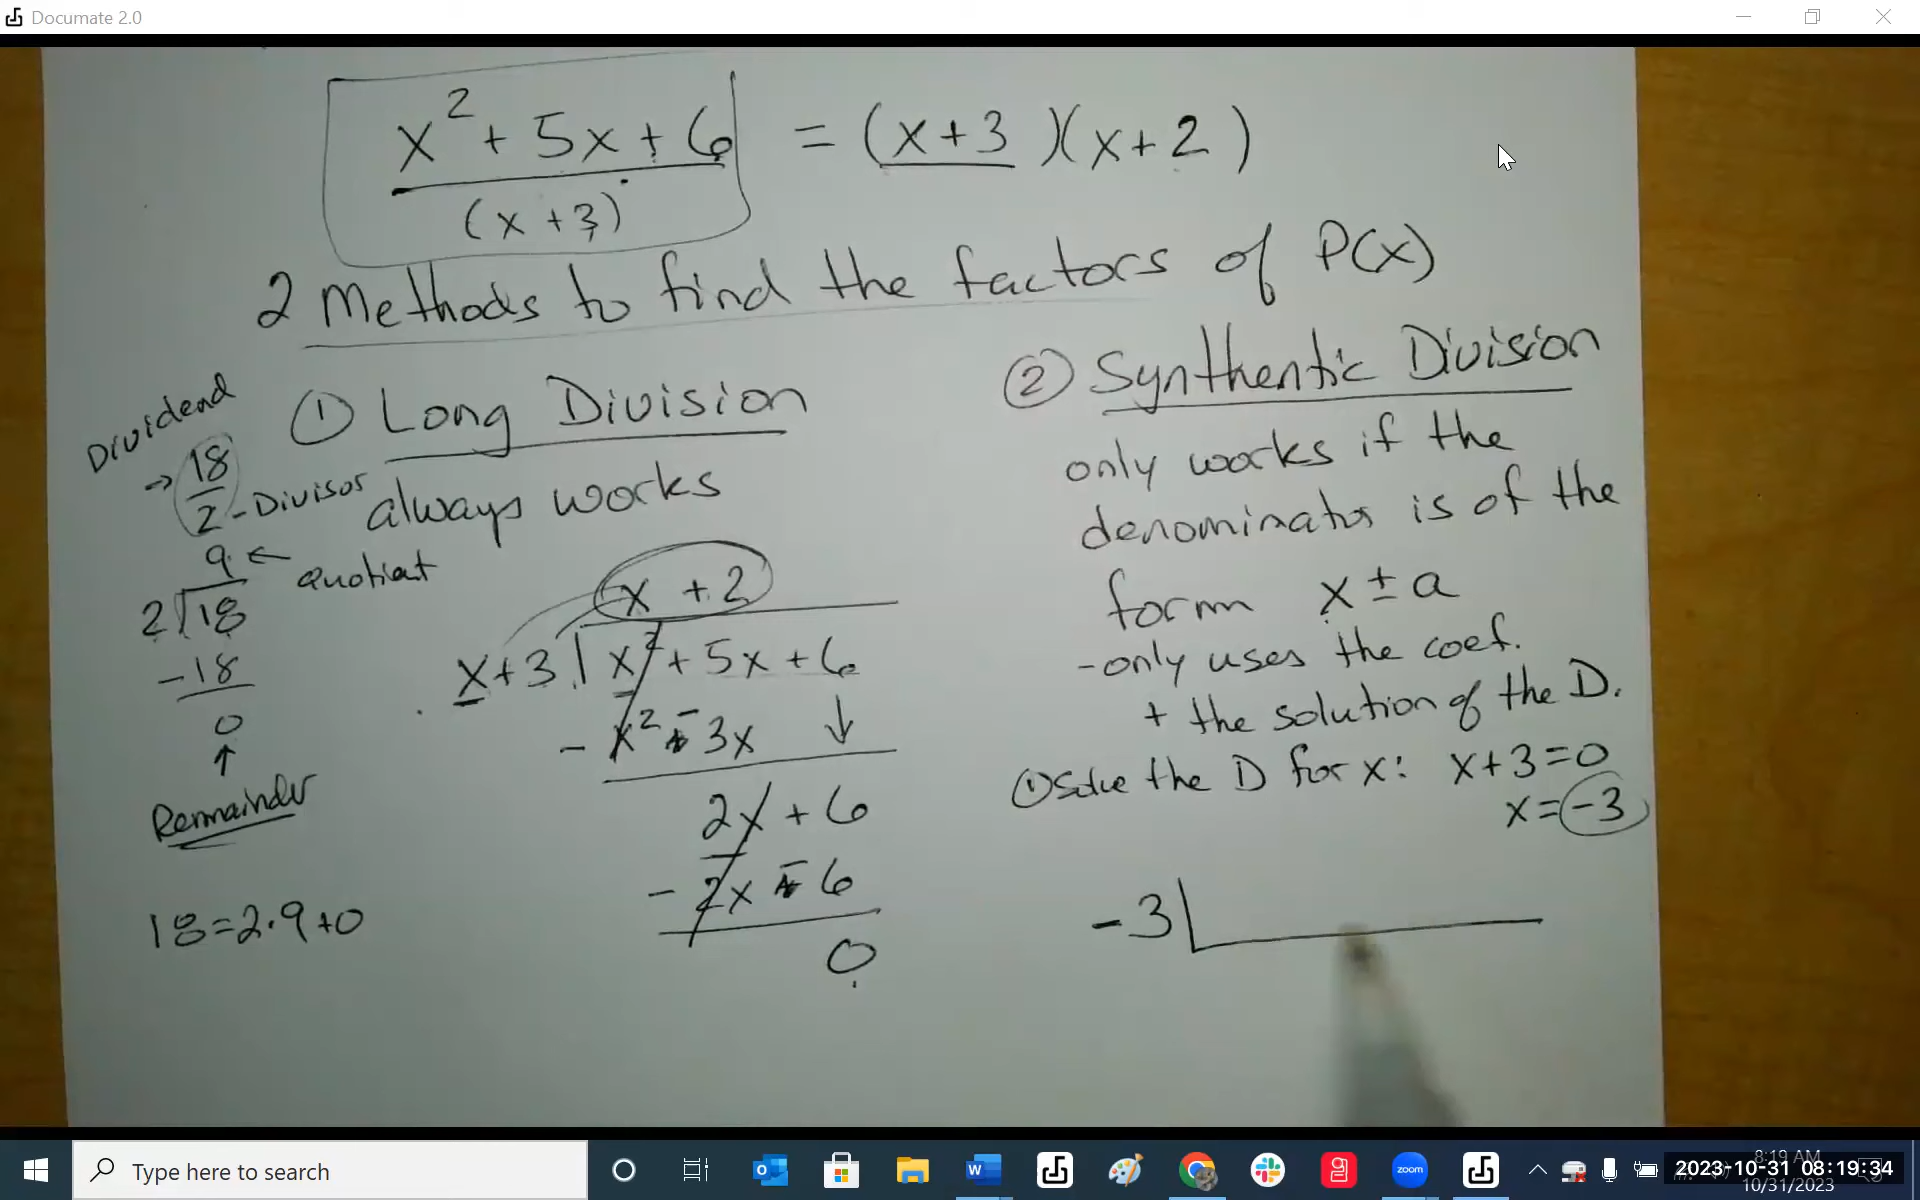 Documate 2.0
x² + 5x + 6 = (x+3)(x+2)
(x+3)
2 Methods to find the factors of P(x)
① Long Division
always works
Dividend
→ 18
2 - Divisor
9 ← Quotient
2 18
-18
0
↑
Remainder
18=2·9+0
x + 2
x+3 x² + 5x + 6
- x² - 3x ↓
2x + 6
- 2x - 6
0
② Synthentic Division
only works if the
denominator is of the
form x ± a
-only uses the coef.
+ the solution of the D.
① Solve the D for x: x+3=0
x=-3
-3
Type here to search
zoom
8:19 AM
2023-10-31 08:19:34
10/31/2023